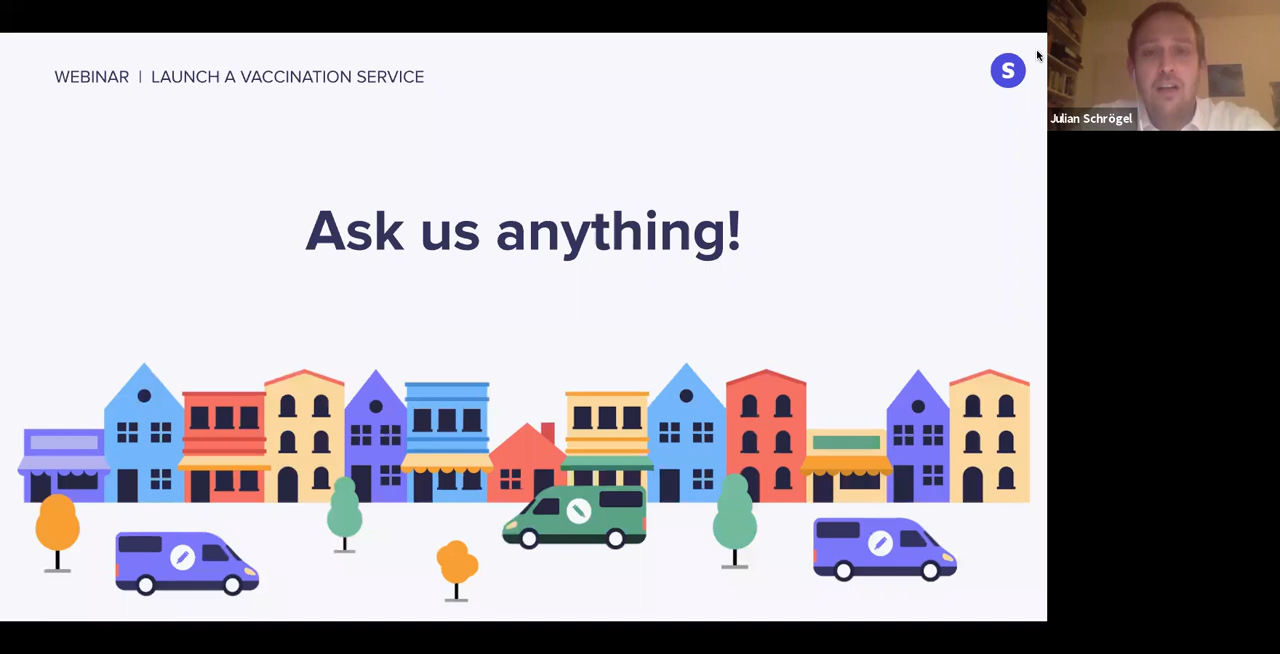 WEBINAR | LAUNCH A VACCINATION SERVICE
S
Julian Schrögel
Ask us anything!